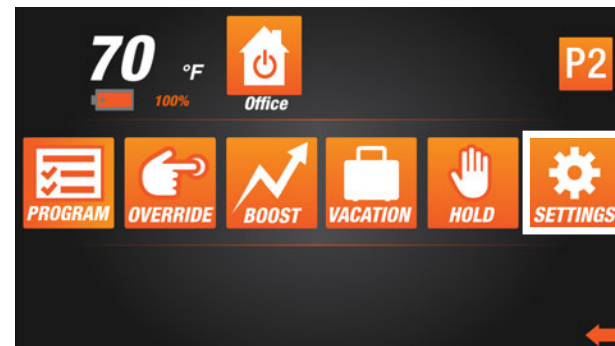 70 °F
P2
100%
Office
PROGRAM OVERRIDE BOOST VACATION HOLD SETTINGS